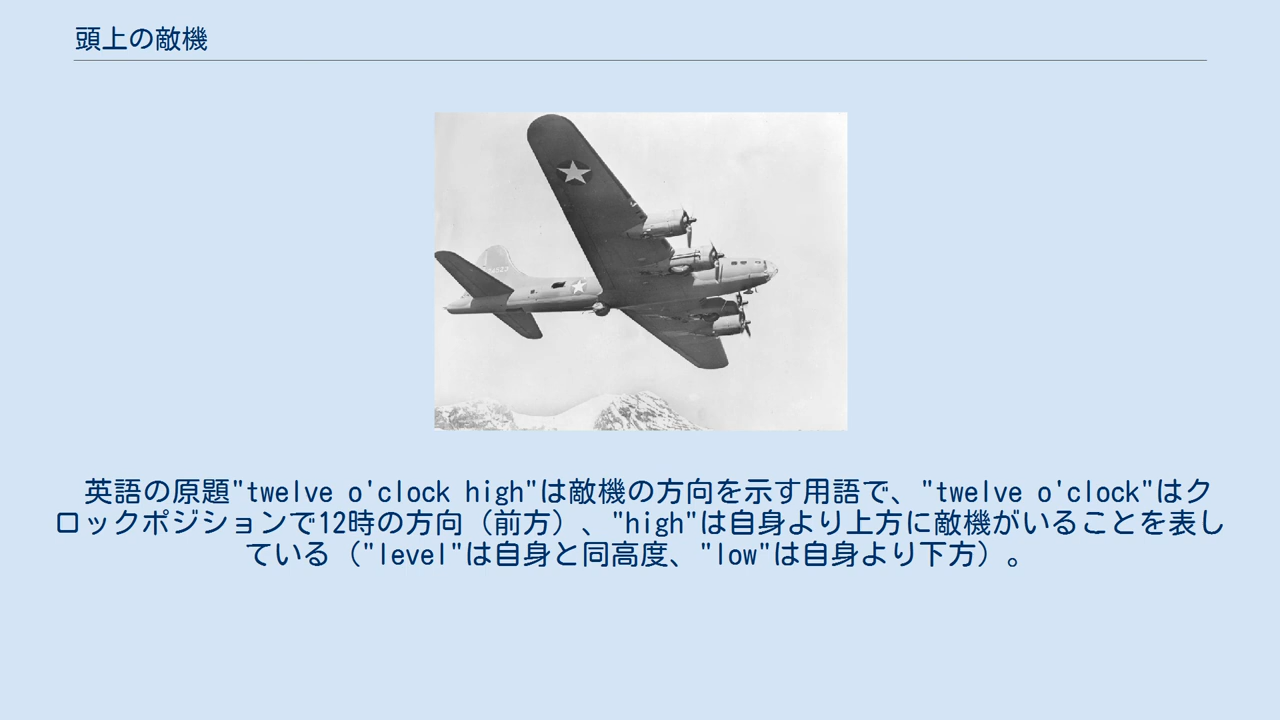 頭上の敵機
英語の原題"twelve o'clock high"は敵機の方向を示す用語で、"twelve o'clock"はク
ロックポジションで12時の方向（前方）、"high"は自身より上方に敵機がいることを表し
ている（"level"は自身と同高度、"low"は自身より下方）。